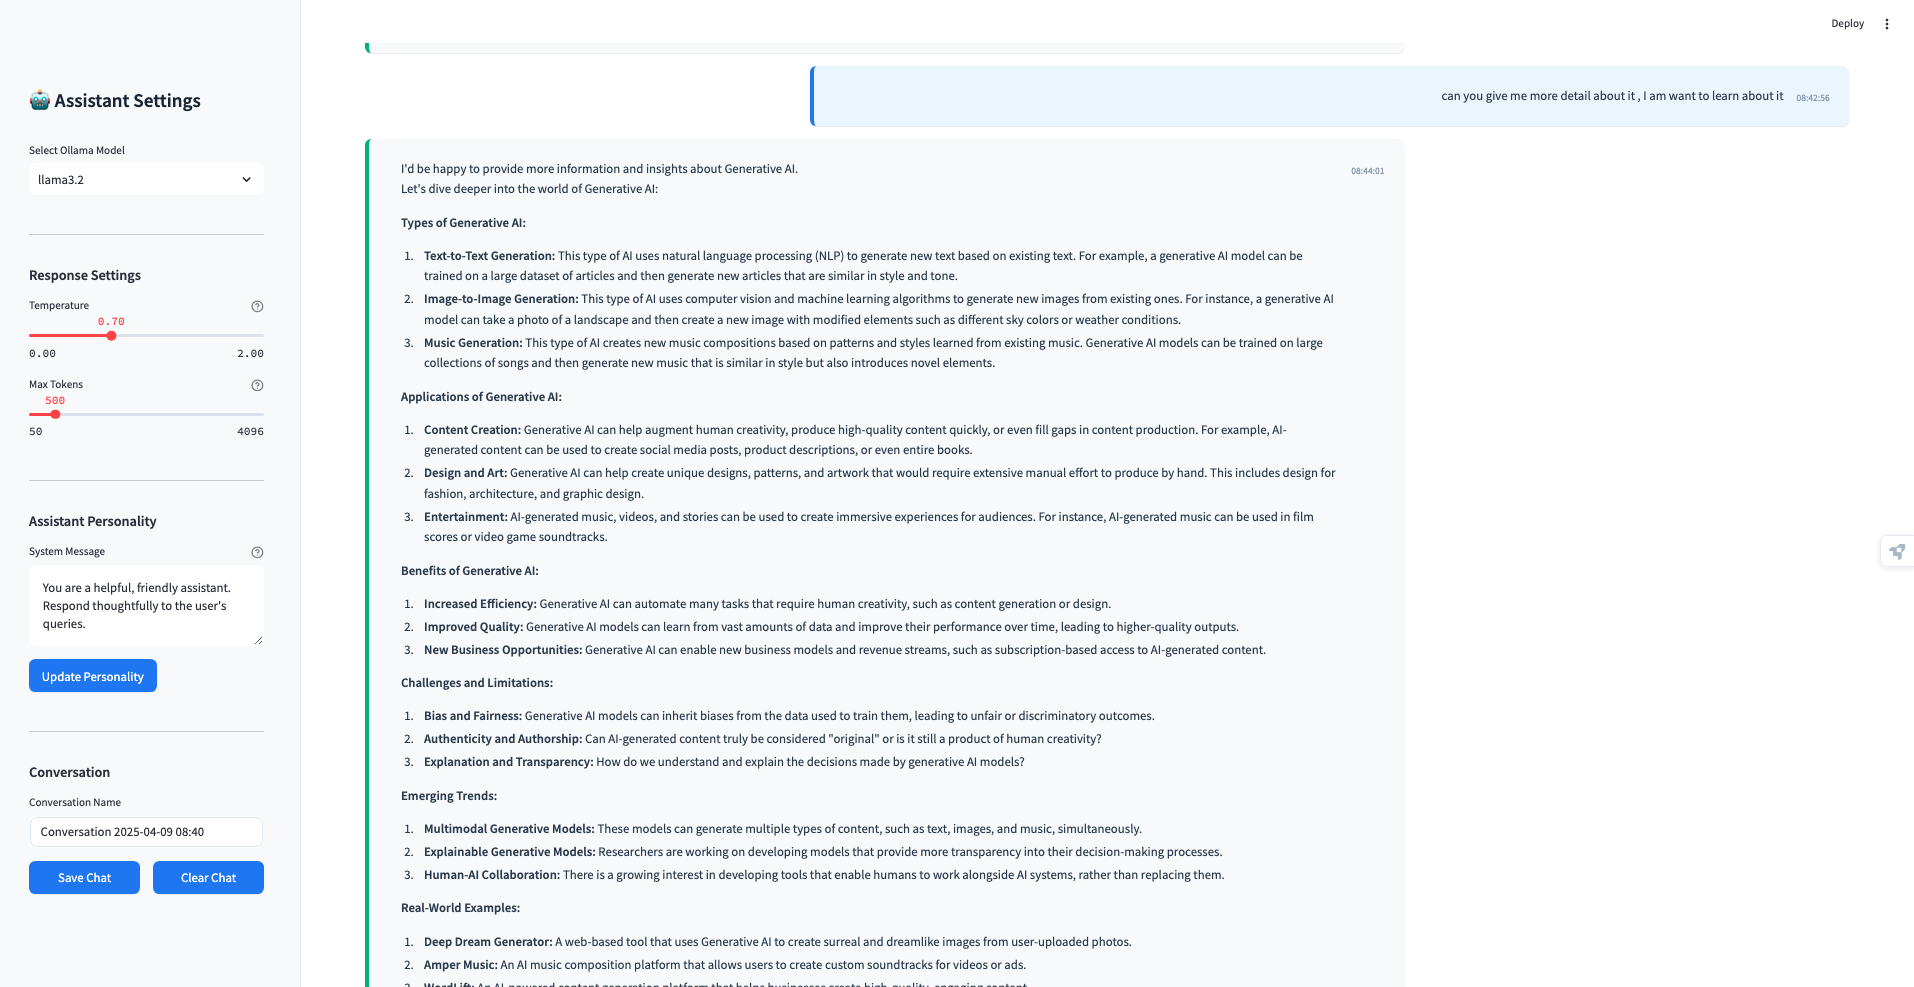 Deploy
Assistant Settings
Select Ollama Model
llama3.2
Response Settings
Temperature
0.70
0.00 2.00
Max Tokens
500
50 4096
Assistant Personality
System Message
You are a helpful, friendly assistant.
Respond thoughtfully to the user's
queries.
Update Personality
Conversation
Conversation Name
Conversation 2025-04-09 08:40
Save Chat Clear Chat
can you give me more detail about it , I am want to learn about it 08:42:56
I'd be happy to provide more information and insights about Generative AI. 08:44:01
Let's dive deeper into the world of Generative AI:
Types of Generative AI:
1. Text-to-Text Generation: This type of AI uses natural language processing (NLP) to generate new text based on existing text. For example, a generative AI model can be
trained on a large dataset of articles and then generate new articles that are similar in style and tone.
2. Image-to-Image Generation: This type of AI uses computer vision and machine learning algorithms to generate new images from existing ones. For instance, a generative AI
model can take a photo of a landscape and then create a new image with modified elements such as different sky colors or weather conditions.
3. Music Generation: This type of AI creates new music compositions based on patterns and styles learned from existing music. Generative AI models can be trained on large
collections of songs and then generate new music that is similar in style but also introduces novel elements.
Applications of Generative AI:
1. Content Creation: Generative AI can help augment human creativity, produce high-quality content quickly, or even fill gaps in content production. For example, AI-
generated content can be used to create social media posts, product descriptions, or even entire books.
2. Design and Art: Generative AI can help create unique designs, patterns, and artwork that would require extensive manual effort to produce by hand. This includes design for
fashion, architecture, and graphic design.
3. Entertainment: AI-generated music, videos, and stories can be used to create immersive experiences for audiences. For instance, AI-generated music can be used in film
scores or video game soundtracks.
Benefits of Generative AI:
1. Increased Efficiency: Generative AI can automate many tasks that require human creativity, such as content generation or design.
2. Improved Quality: Generative AI models can learn from vast amounts of data and improve their performance over time, leading to higher-quality outputs.
3. New Business Opportunities: Generative AI can enable new business models and revenue streams, such as subscription-based access to AI-generated content.
Challenges and Limitations:
1. Bias and Fairness: Generative AI models can inherit biases from the data used to train them, leading to unfair or discriminatory outcomes.
2. Authenticity and Authorship: Can AI-generated content truly be considered "original" or is it still a product of human creativity?
3. Explanation and Transparency: How do we understand and explain the decisions made by generative AI models?
Emerging Trends:
1. Multimodal Generative Models: These models can generate multiple types of content, such as text, images, and music, simultaneously.
2. Explainable Generative Models: Researchers are working on developing models that provide more transparency into their decision-making processes.
3. Human-AI Collaboration: There is a growing interest in developing tools that enable humans to work alongside AI systems, rather than replacing them.
Real-World Examples:
1. Deep Dream Generator: A web-based tool that uses Generative AI to create surreal and dreamlike images from user-uploaded photos.
2. Amper Music: An AI music composition platform that allows users to create custom soundtracks for videos or ads.
3. WordLift: An AI-powered content generation platform that helps businesses create high-quality, engaging content.